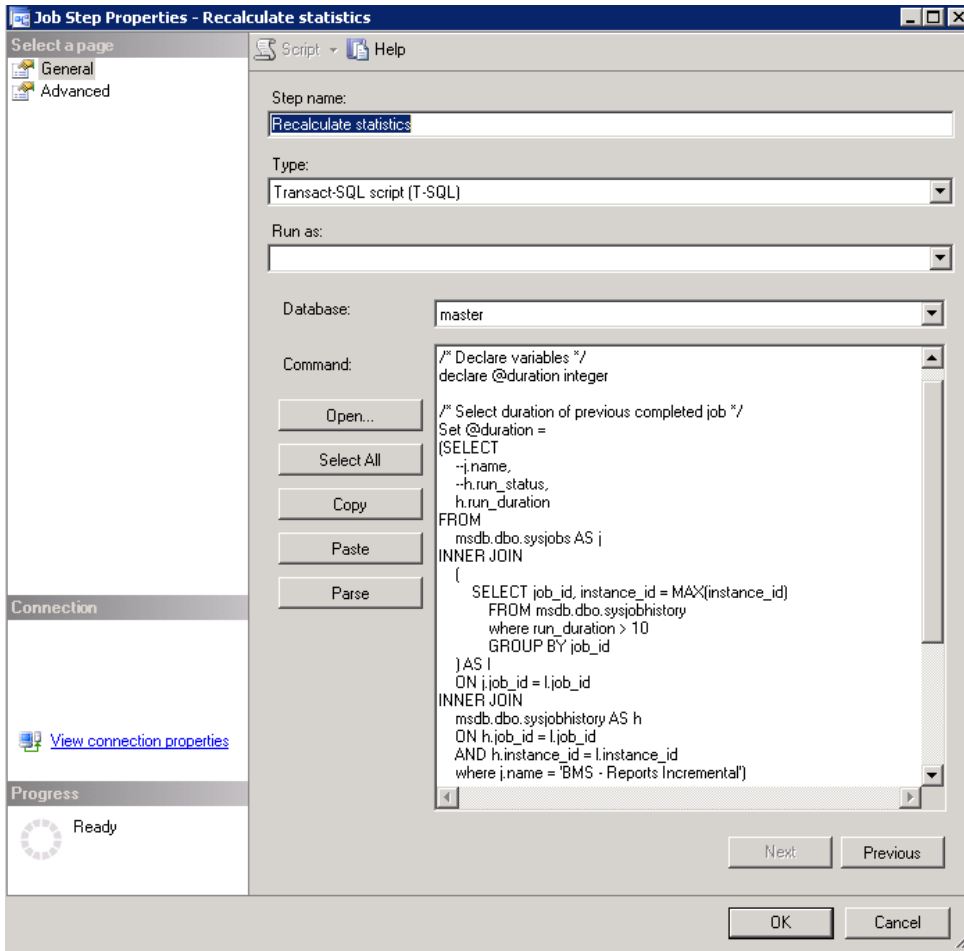 Job Step Properties - Recalculate statistics
Select a page
General
Advanced
Script
Help
Step name:
Recalculate statistics
Type:
Transact-SQL script (T-SQL)
Run as:
Database:
master
Command:
Open...
Select All
Copy
Paste
Parse
/* Declare variables */
declare @duration integer
/* Select duration of previous completed job */
Set @duration =
(SELECT
--j.name,
--h.run_status,
h.run_duration
FROM
msdb.dbo.sysjobs AS j
INNER JOIN
(
SELECT job_id, instance_id = MAX(instance_id)
FROM msdb.dbo.sysjobhistory
where run_duration > 10
GROUP BY job_id
) AS l
ON j.job_id = l.job_id
INNER JOIN
msdb.dbo.sysjobhistory AS h
ON h.job_id = l.job_id
AND h.instance_id = l.instance_id
where j.name = 'BMS - Reports Incremental')
Connection
View connection properties
Progress
Ready
Next
Previous
OK
Cancel